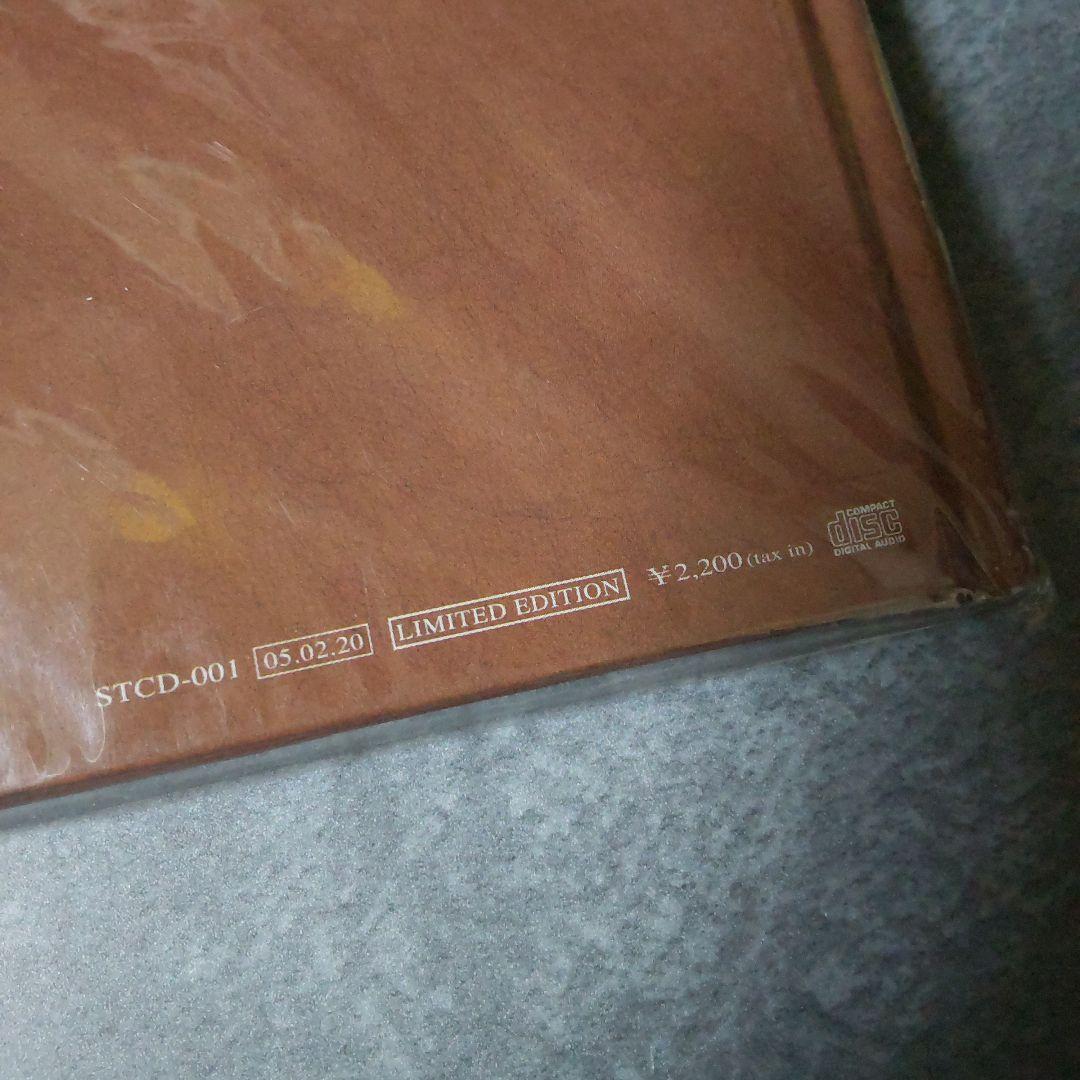 STCD-001 05.02.20 LIMITED EDITION ¥2,200 (tax in)
COMPACT
disc
DIGITAL AUDIO